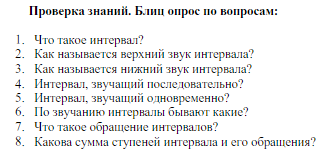 Проверка знаний. Блиц опрос по вопросам:
1. Что такое интервал?
2. Как называется верхний звук интервала?
3. Как называется нижний звук интервала?
4. Интервал, звучащий последовательно?
5. Интервал, звучащий одновременно?
6. По звучанию интервалы бывают какие?
7. Что такое обращение интервалов?
8. Какова сумма ступеней интервала и его обращения?